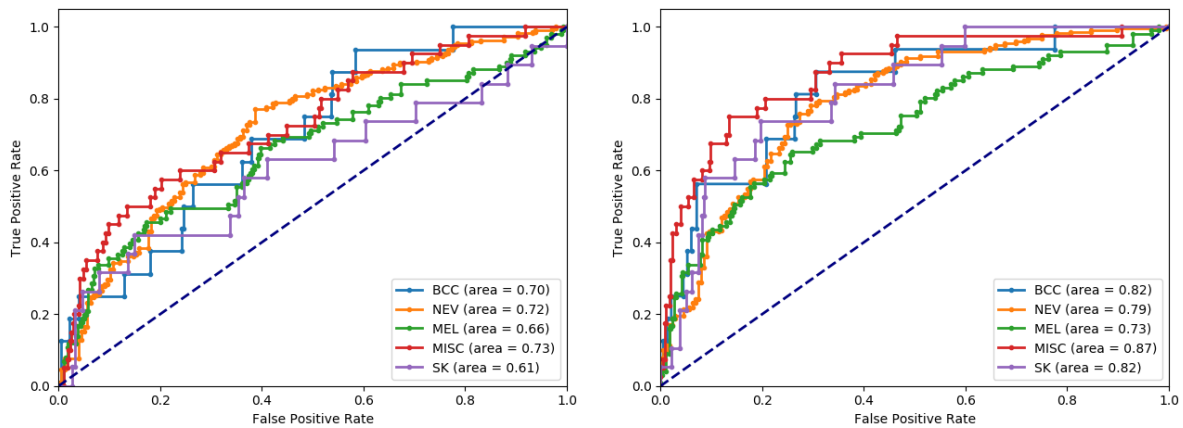 1.0
0.8
0.6
0.4
0.2
0.0
True Positive Rate
0.0 0.2 0.4 0.6 0.8 1.0
False Positive Rate
BCC (area = 0.70)
NEV (area = 0.72)
MEL (area = 0.66)
MISC (area = 0.73)
SK (area = 0.61)
1.0
0.8
0.6
0.4
0.2
0.0
True Positive Rate
0.0 0.2 0.4 0.6 0.8 1.0
False Positive Rate
BCC (area = 0.82)
NEV (area = 0.79)
MEL (area = 0.73)
MISC (area = 0.87)
SK (area = 0.82)